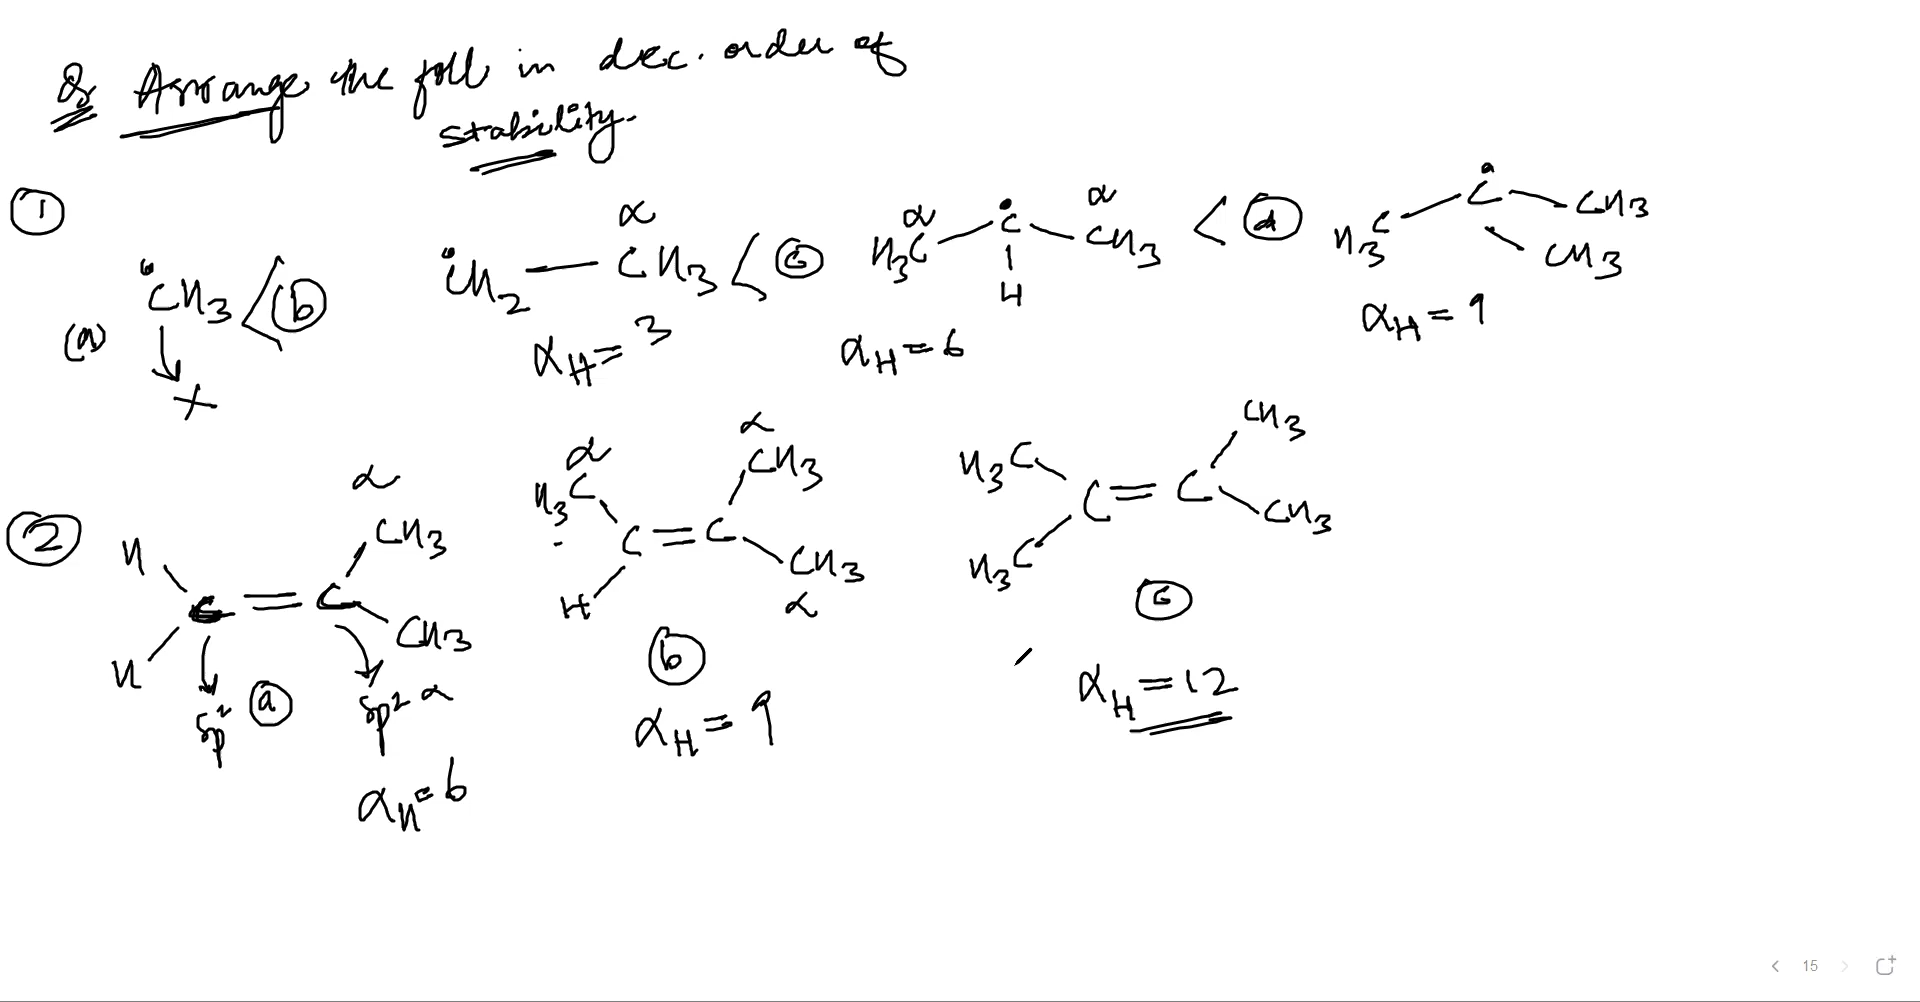 Q Arrange the foll in dec. order of
stability.
① (a) ĊH3 < (b) ĊH2 — CH3 < (c) H3C — Ċ — CH3 < (d) H3C — Ċ — CH3
α
α α
H
CH3
x
αH = 3
αH = 6
αH = 9
② H C = C CH3
H CH3
α
sp2 sp2 α
(a)
αH = 6
H3C C = C CH3
H CH3
α α α
(b)
αH = 9
H3C C = C CH3
H3C CH3
(c)
αH = 12
15